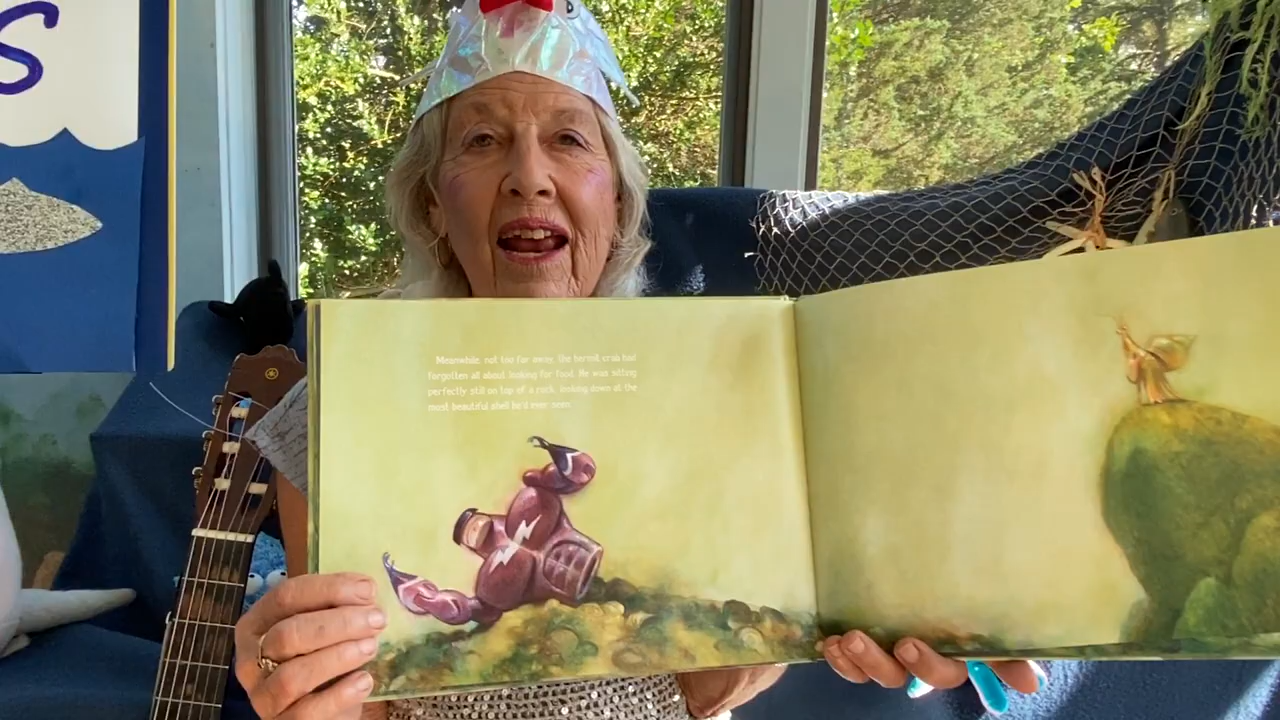 S
Meanwhile, not too far away, the hermit crab had
forgotten all about looking for food. He was sitting
perfectly still on top of a rock, looking down at the
most beautiful shell he'd ever seen.